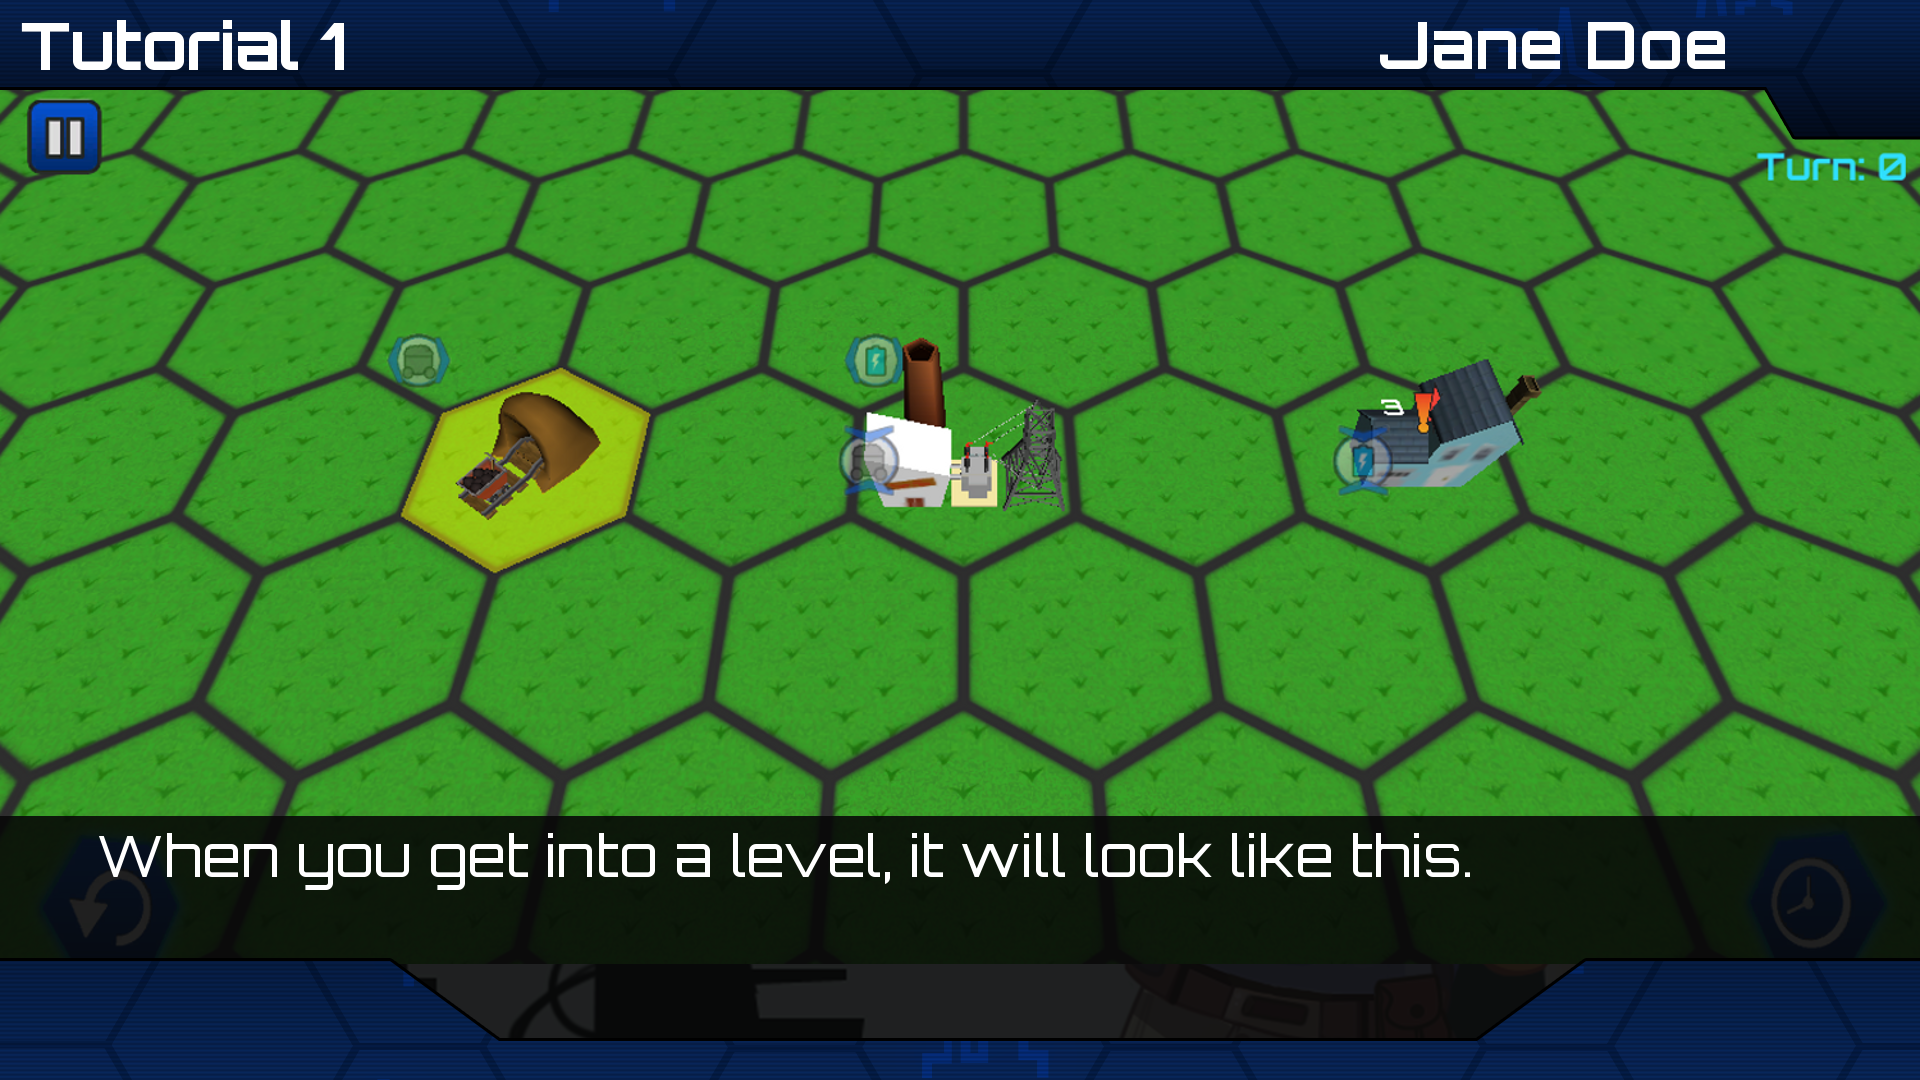 Tutorial 1
Jane Doe
Turn: 0
3
When you get into a level, it will look like this.